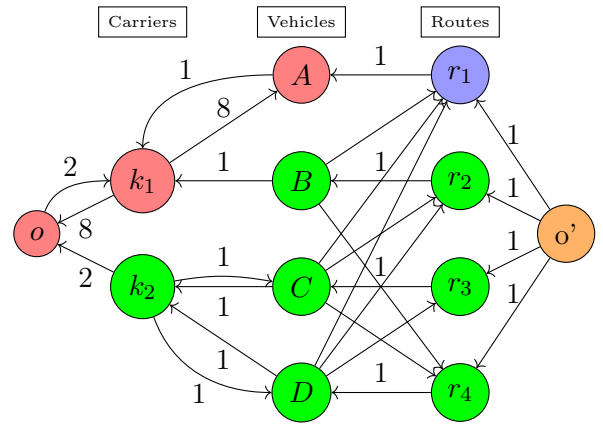 Carriers Vehicles Routes
1 A 1 r1
8 1
2 k1 1 B 1 r2 1
o 8 o'
2 k2 1 C 1 r3 1
1 1
1 1 D 1 r4